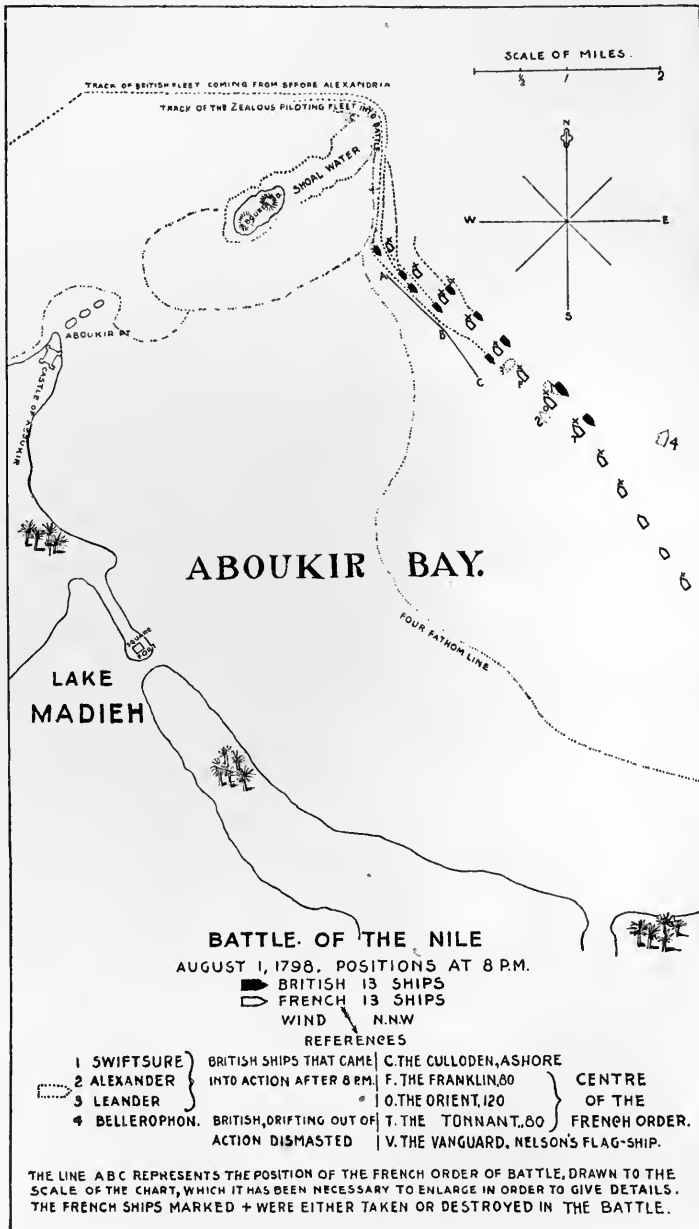 SCALE OF MILES.
½ 1 2
TRACK OF BRITISH FLEET COMING FROM BEFORE ALEXANDRIA
TRACK OF THE ZEALOUS PILOTING FLEET INTO BATTLE
N
W E
S
SHOAL WATER
ABOUKIR PT
CASTLE OF ABOUKIR
A
B
C
V
F
O
T
1
2
3
4
ABOUKIR BAY.
SQUARE
FORT
FOUR FATHOM LINE
LAKE
MADIEH
BATTLE. OF THE NILE
AUGUST 1, 1798. POSITIONS AT 8 P.M.
BRITISH 13 SHIPS
FRENCH 13 SHIPS
WIND N.N.W
REFERENCES
1 SWIFTSURE } BRITISH SHIPS THAT CAME | C. THE CULLODEN, ASHORE
2 ALEXANDER } INTO ACTION AFTER 8 P.M. | F. THE FRANKLIN, 80 } CENTRE
3 LEANDER } O. THE ORIENT, 120 } OF THE
4 BELLEROPHON. BRITISH, DRIFTING OUT OF | T. THE TONNANT,, 80 } FRENCH ORDER.
ACTION DISMASTED | V. THE VANGUARD, NELSON'S FLAG-SHIP.
THE LINE ABC REPRESENTS THE POSITION OF THE FRENCH ORDER OF BATTLE, DRAWN TO THE
SCALE OF THE CHART, WHICH IT HAS BEEN NECESSARY TO ENLARGE IN ORDER TO GIVE DETAILS.
THE FRENCH SHIPS MARKED + WERE EITHER TAKEN OR DESTROYED IN THE BATTLE.